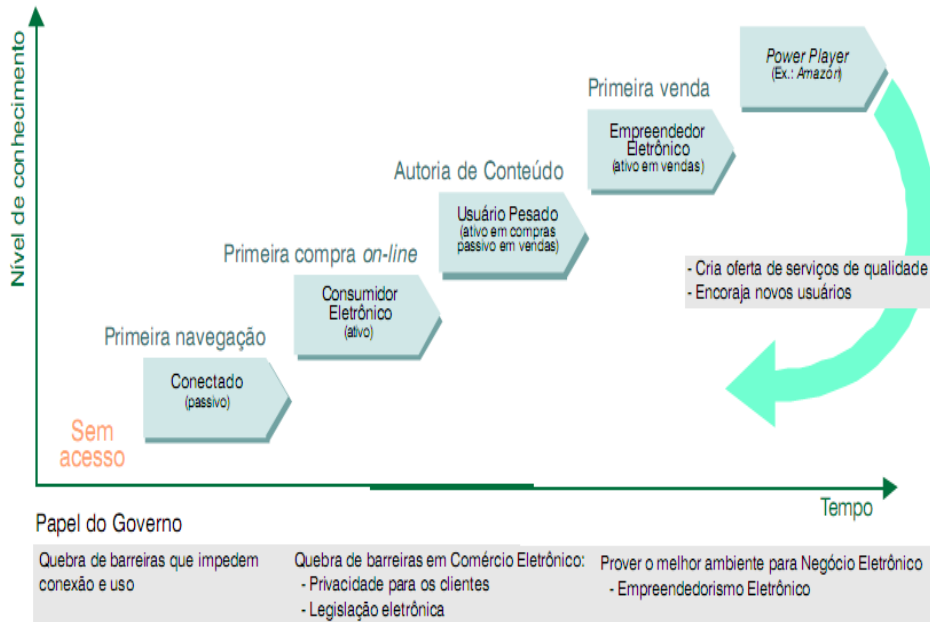 Nível de conhecimento
Power Player
(Ex.: Amazon)
Primeira venda
Empreendedor
Eletrônico
(ativo em vendas)
Autoria de Conteúdo
Usuário Pesado
(ativo em compras
passivo em vendas)
Primeira compra on-line
Consumidor
Eletrônico
(ativo)
- Cria oferta de serviços de qualidade
- Encoraja novos usuários
Primeira navegação
Conectado
(passivo)
Sem
acesso
Tempo
Papel do Governo
Quebra de barreiras que impedem
conexão e uso
Quebra de barreiras em Comércio Eletrônico:
- Privacidade para os clientes
- Legislação eletrônica
Prover o melhor ambiente para Negócio Eletrônico
- Empreendedorismo Eletrônico